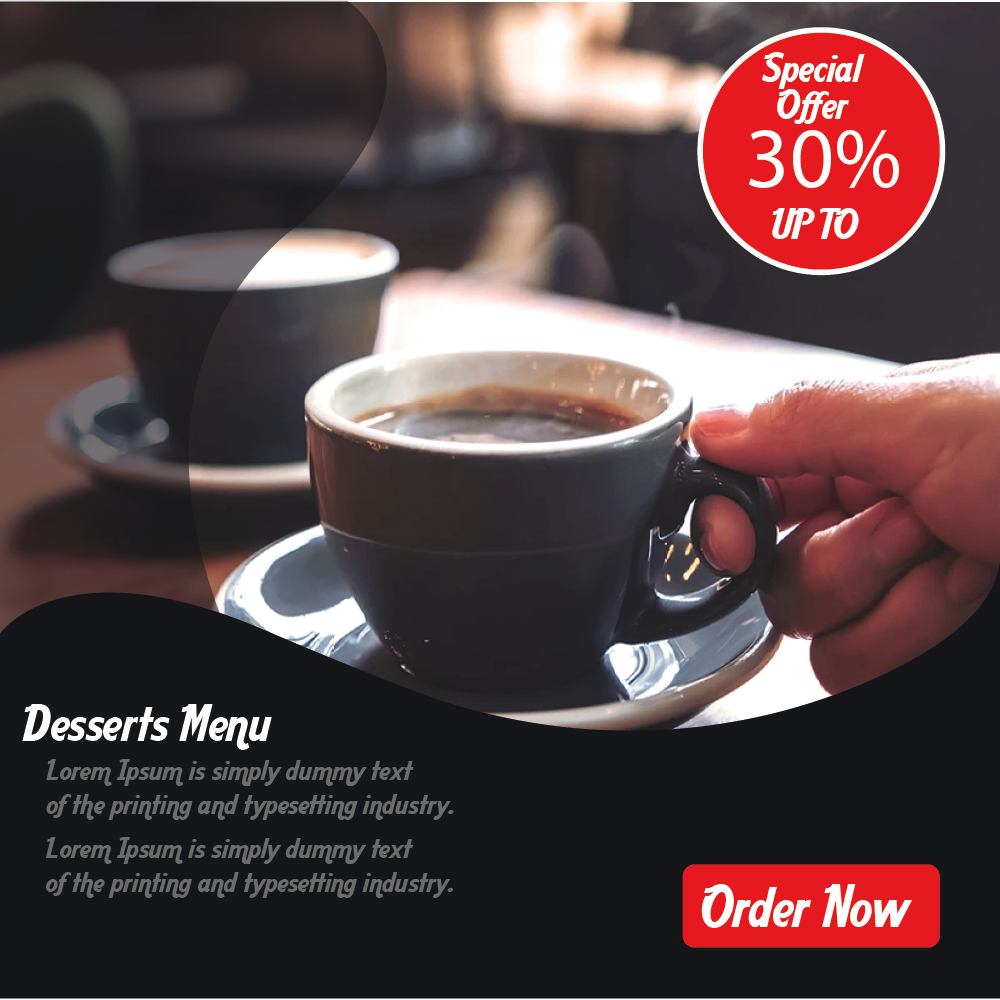 Special
Offer
30%
UP TO
Desserts Menu
Lorem Ipsum is simply dummy text
of the printing and typesetting industry.
Lorem Ipsum is simply dummy text
of the printing and typesetting industry.
Order Now